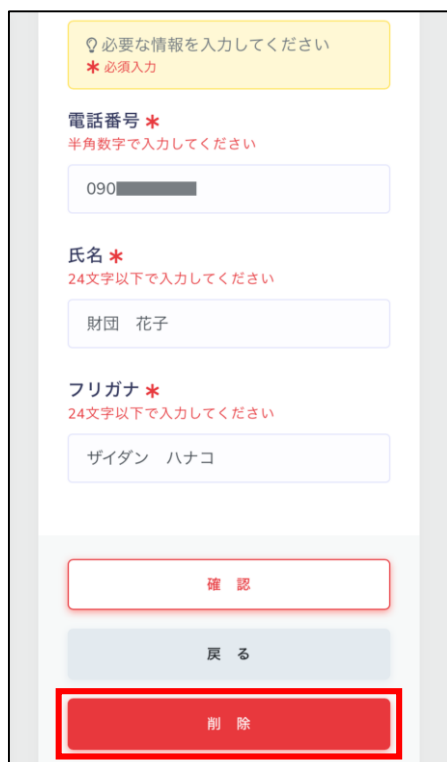 必要な情報を入力してください
* 必須入力
電話番号 *
半角数字で入力してください
090
氏名 *
24文字以下で入力してください
財団　花子
フリガナ *
24文字以下で入力してください
ザイダン　ハナコ
確　認
戻　る
削　除